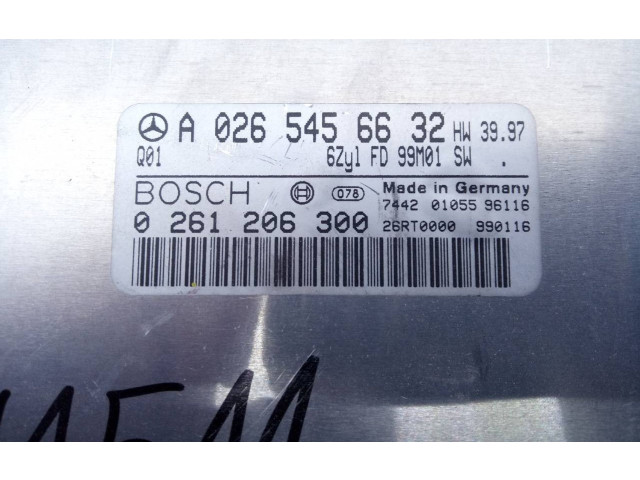 A 026 545 66 32 HW 39.97
Q01 6Zyl FD 99M01 SW .
BOSCH 078 Made in Germany
7442 01055 96116
0 261 206 300 26RT0000 990116